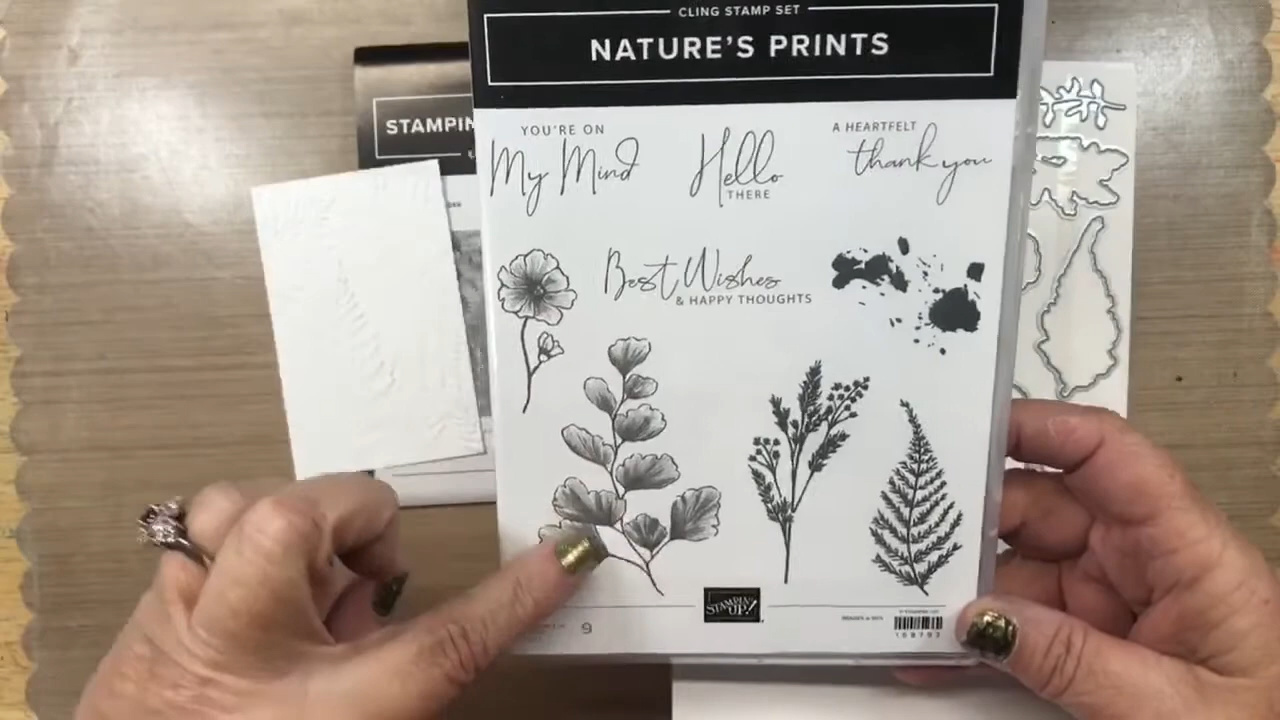 CLING STAMP SET
NATURE'S PRINTS
STAMPIN
YOU'RE ON
My Mind
Hello
THERE
A HEARTFELT
thank you
Best Wishes
& HAPPY THOUGHTS
STAMPIN' UP!
9